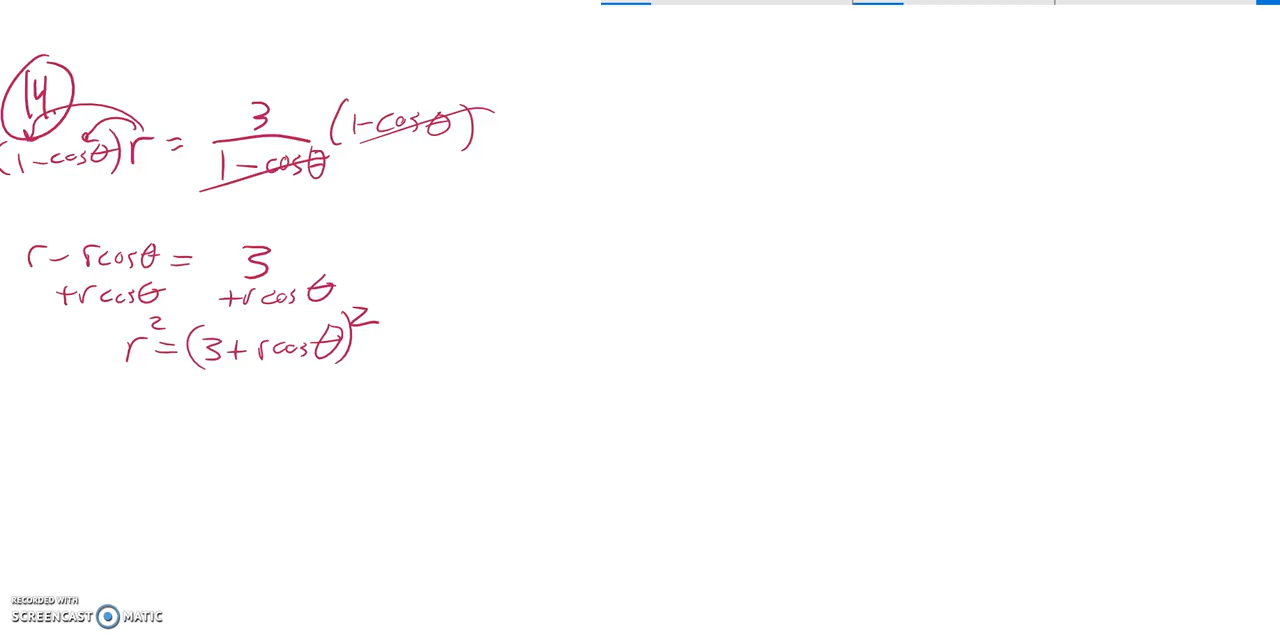 14
(1-cosθ)r = 3/(1-cosθ) (1-cosθ)
r - rcosθ = 3
+rcosθ +rcosθ
r² = (3 + rcosθ)²
RECORDED WITH
SCREENCAST MATIC